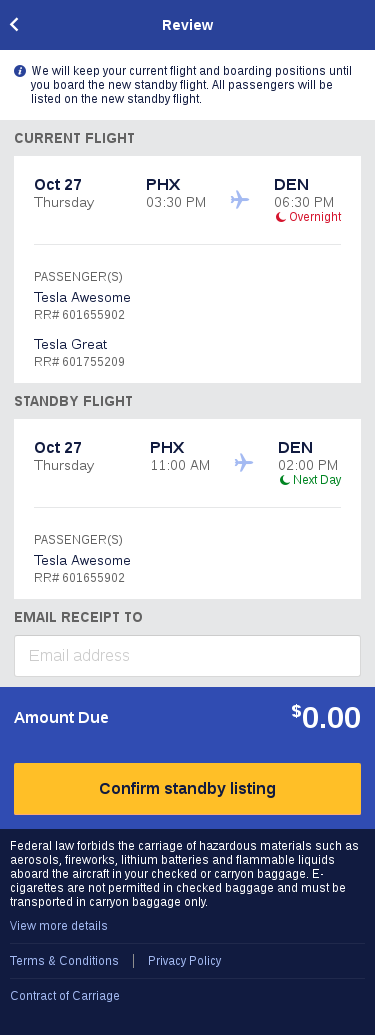 Review
We will keep your current flight and boarding positions until
you board the new standby flight. All passengers will be
listed on the new standby flight.
CURRENT FLIGHT
Oct 27 PHX DEN
Thursday 03:30 PM 06:30 PM
Overnight
PASSENGER(S)
Tesla Awesome
RR# 601655902
Tesla Great
RR# 601755209
STANDBY FLIGHT
Oct 27 PHX DEN
Thursday 11:00 AM 02:00 PM
Next Day
PASSENGER(S)
Tesla Awesome
RR# 601655902
EMAIL RECEIPT TO
Email address
Amount Due $0.00
Confirm standby listing
Federal law forbids the carriage of hazardous materials such as
aerosols, fireworks, lithium batteries and flammable liquids
aboard the aircraft in your checked or carryon baggage. E-
cigarettes are not permitted in checked baggage and must be
transported in carryon baggage only.
View more details
Terms & Conditions | Privacy Policy
Contract of Carriage